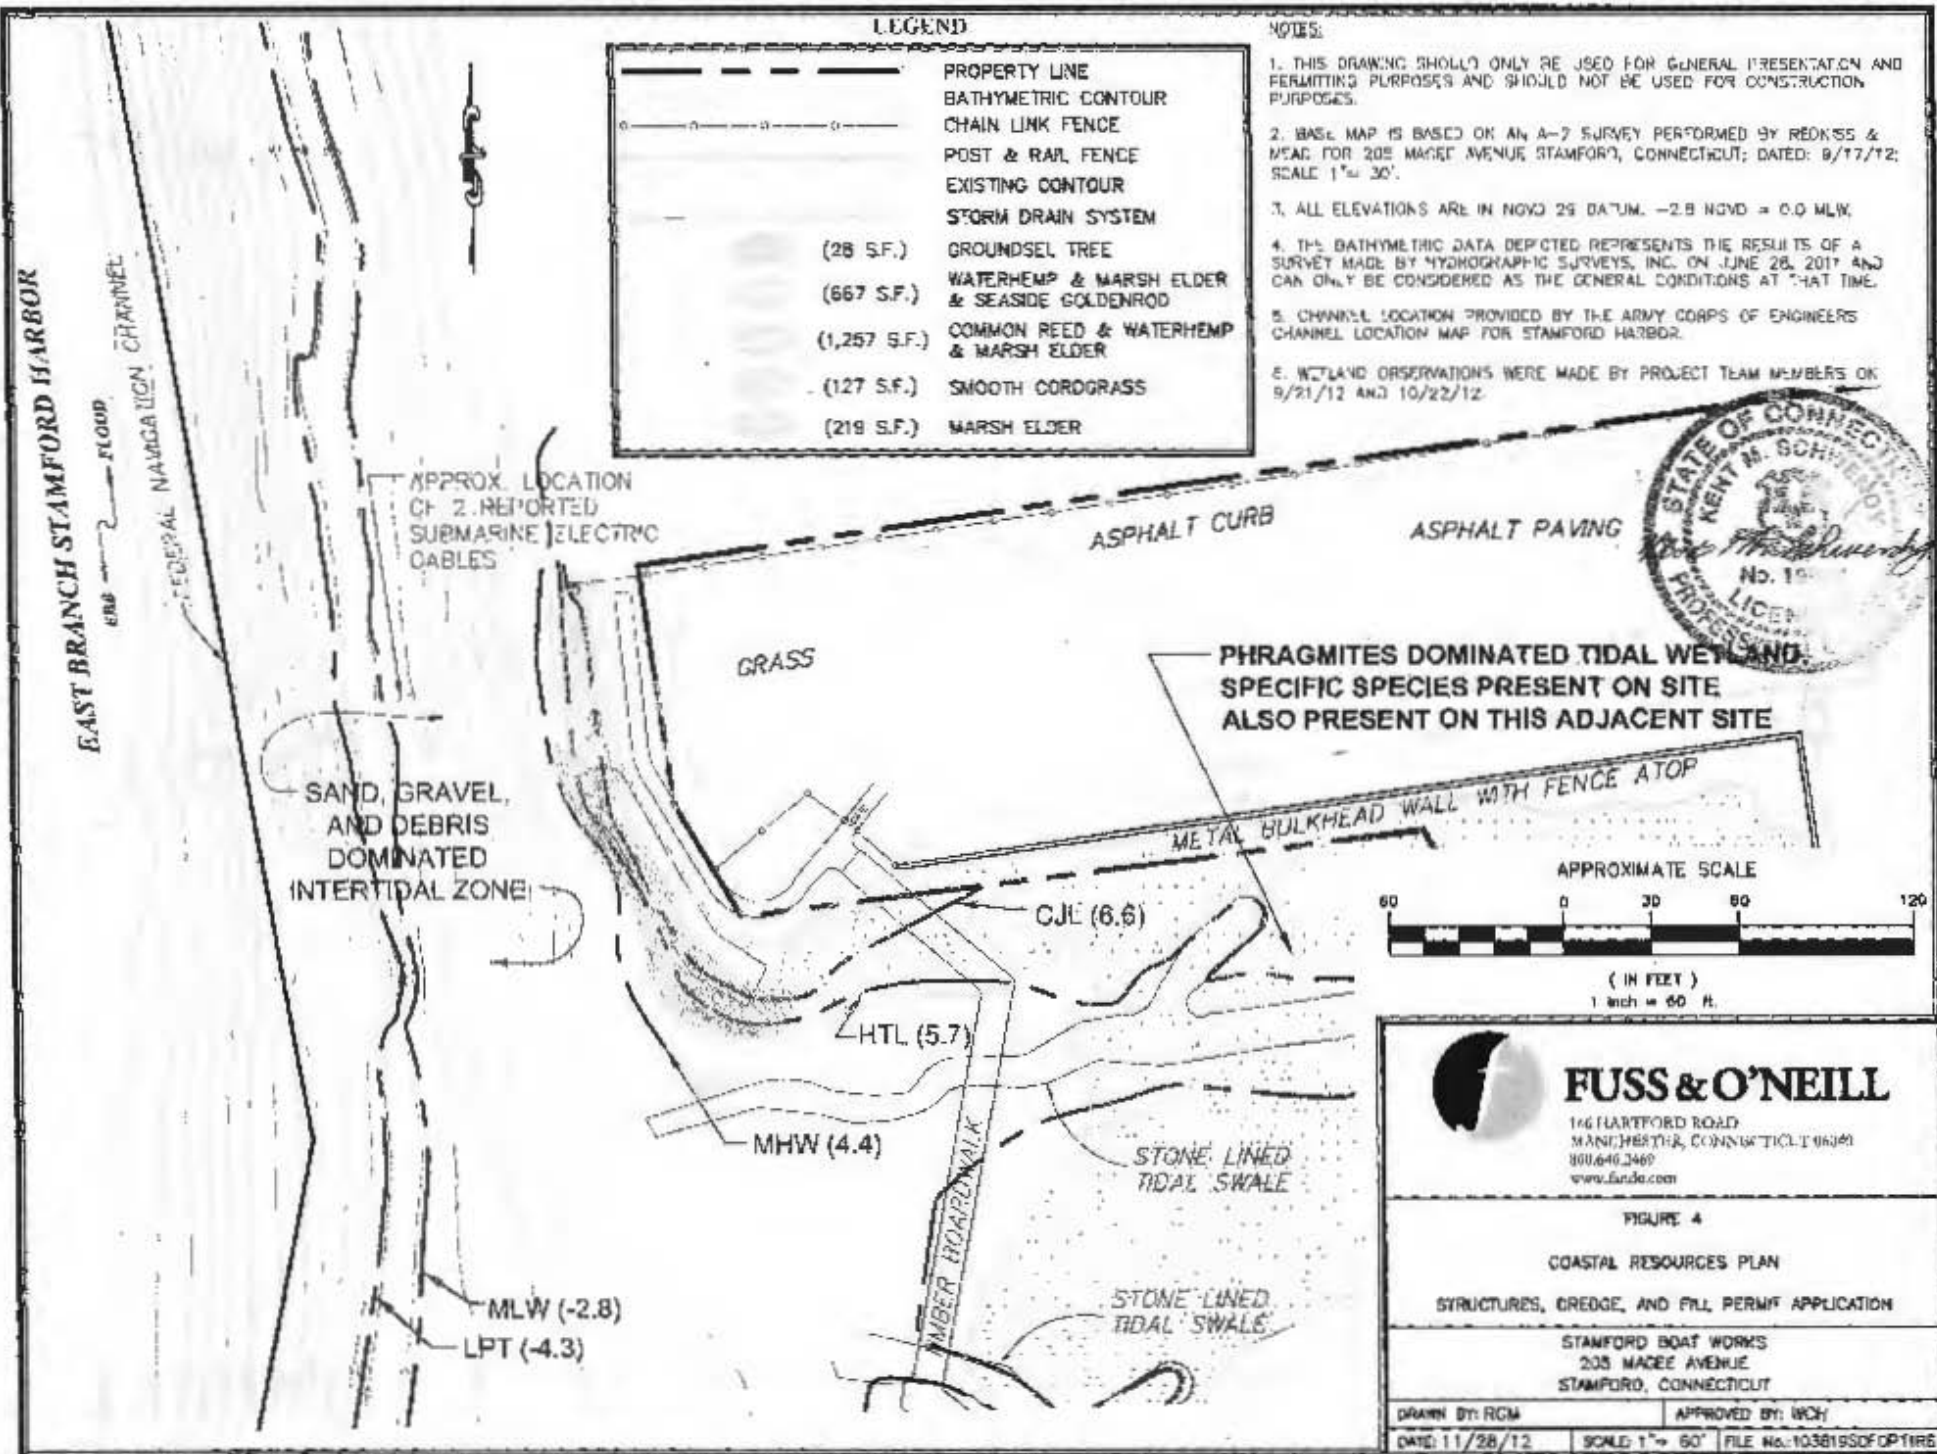 LEGEND
PROPERTY LINE
BATHYMETRIC CONTOUR
CHAIN LINK FENCE
POST & RAIL FENCE
EXISTING CONTOUR
STORM DRAIN SYSTEM
(28 S.F.) GROUNDSEL TREE
(667 S.F.) WATERHEMP & MARSH ELDER
& SEASIDE GOLDENROD
(1,257 S.F.) COMMON REED & WATERHEMP
& MARSH ELDER
(127 S.F.) SMOOTH CORDGRASS
(219 S.F.) MARSH ELDER
NOTES:
1. THIS DRAWING SHOULD ONLY BE USED FOR GENERAL PRESENTATION AND
PERMITTING PURPOSES AND SHOULD NOT BE USED FOR CONSTRUCTION
PURPOSES.
2. BASE MAP IS BASED ON AN A-2 SURVEY PERFORMED BY REDNISS &
MEAD FOR 205 MAGEE AVENUE STAMFORD, CONNECTICUT; DATED: 9/17/12;
SCALE 1"= 30'.
3. ALL ELEVATIONS ARE IN NGVD 29 DATUM. -2.8 NGVD = 0.0 MLW.
4. THE BATHYMETRIC DATA DEPICTED REPRESENTS THE RESULTS OF A
SURVEY MADE BY HYDROGRAPHIC SURVEYS, INC. ON JUNE 28, 2011 AND
CAN ONLY BE CONSIDERED AS THE GENERAL CONDITIONS AT THAT TIME.
5. CHANNEL LOCATION PROVIDED BY THE ARMY CORPS OF ENGINEERS
CHANNEL LOCATION MAP FOR STAMFORD HARBOR.
6. WETLAND OBSERVATIONS WERE MADE BY PROJECT TEAM MEMBERS ON
9/21/12 AND 10/22/12.
STATE OF CONNECTICUT
KENT M. SCHWENDY
No. 19
LICEN
PROFESSI
EAST BRANCH STAMFORD HARBOR
EBB FLOOD
FEDERAL NAVIGATION CHANNEL
APPROX. LOCATION
OF 2 REPORTED
SUBMARINE ELECTRIC
CABLES
ASPHALT CURB
ASPHALT PAVING
GRASS
PHRAGMITES DOMINATED TIDAL WETLAND.
SPECIFIC SPECIES PRESENT ON SITE
ALSO PRESENT ON THIS ADJACENT SITE
SAND, GRAVEL,
AND DEBRIS
DOMINATED
INTERTIDAL ZONE
GATE
METAL BULKHEAD WALL WITH FENCE ATOP
CJL (6.6)
HTL (5.7)
MHW (4.4)
TIMBER BOARDWALK
STONE LINED
TIDAL SWALE
STONE LINED
TIDAL SWALE
MLW (-2.8)
LPT (-4.3)
APPROXIMATE SCALE
60 0 30 60 120
( IN FEET )
1 inch = 60 ft.
FUSS & O'NEILL
146 HARTFORD ROAD
MANCHESTER, CONNECTICUT 06040
860.646.2469
www.fando.com
FIGURE 4
COASTAL RESOURCES PLAN
STRUCTURES, DREDGE, AND FILL PERMIT APPLICATION
STAMFORD BOAT WORKS
205 MAGEE AVENUE
STAMFORD, CONNECTICUT
DRAWN BY: RGM APPROVED BY: WCH
DATE: 11/28/12 SCALE: 1"= 60' FILE No.: